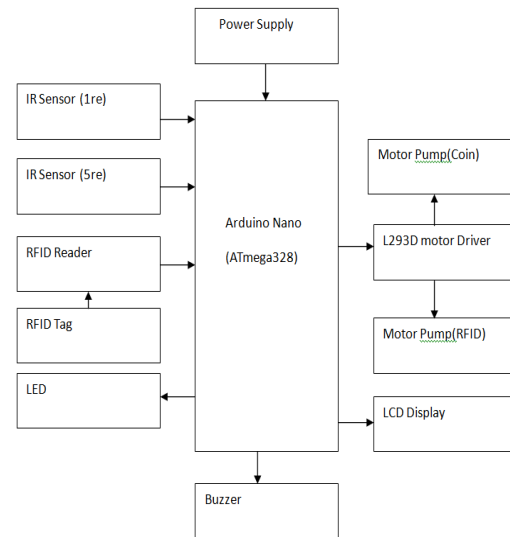 Power Supply
IR Sensor (1re)
IR Sensor (5re)
RFID Reader
RFID Tag
LED
Arduino Nano
(ATmega328)
Motor Pump(Coin)
L293D motor Driver
Motor Pump(RFID)
LCD Display
Buzzer